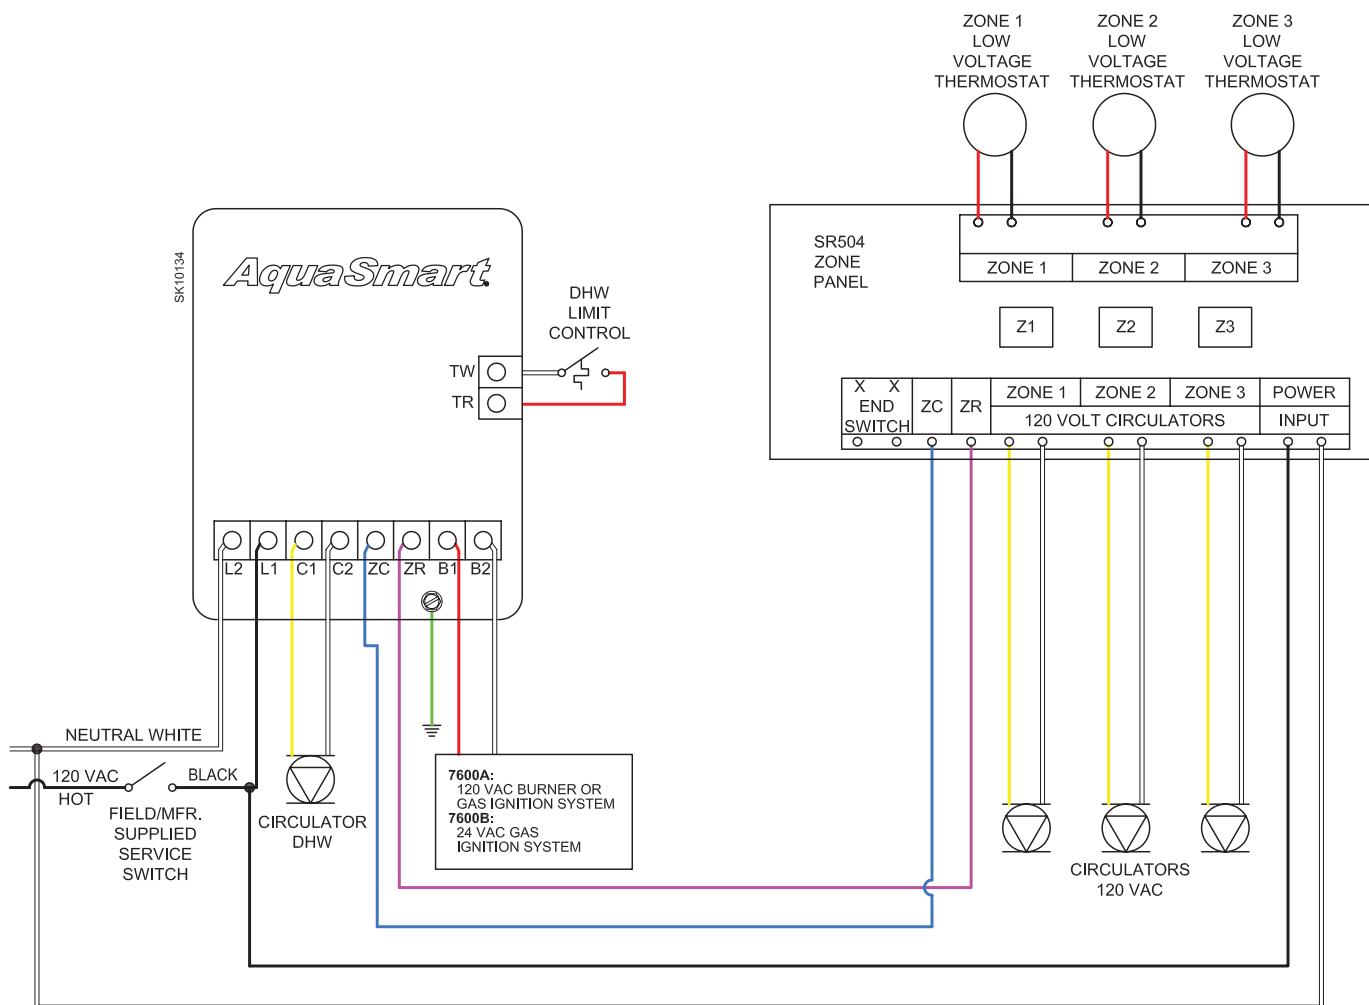 ZONE 1
LOW
VOLTAGE
THERMOSTAT
ZONE 2
LOW
VOLTAGE
THERMOSTAT
ZONE 3
LOW
VOLTAGE
THERMOSTAT
SR504
ZONE
PANEL
ZONE 1
ZONE 2
ZONE 3
Z1
Z2
Z3
X X
END
SWITCH
ZC
ZR
ZONE 1
ZONE 2
ZONE 3
120 VOLT CIRCULATORS
POWER
INPUT
SK10134
AquaSmart
DHW
LIMIT
CONTROL
TW
TR
L2
L1
C1
C2
ZC
ZR
B1
B2
NEUTRAL WHITE
120 VAC
HOT
BLACK
FIELD/MFR.
SUPPLIED
SERVICE
SWITCH
CIRCULATOR
DHW
7600A:
120 VAC BURNER OR
GAS IGNITION SYSTEM
7600B:
24 VAC GAS
IGNITION SYSTEM
CIRCULATORS
120 VAC